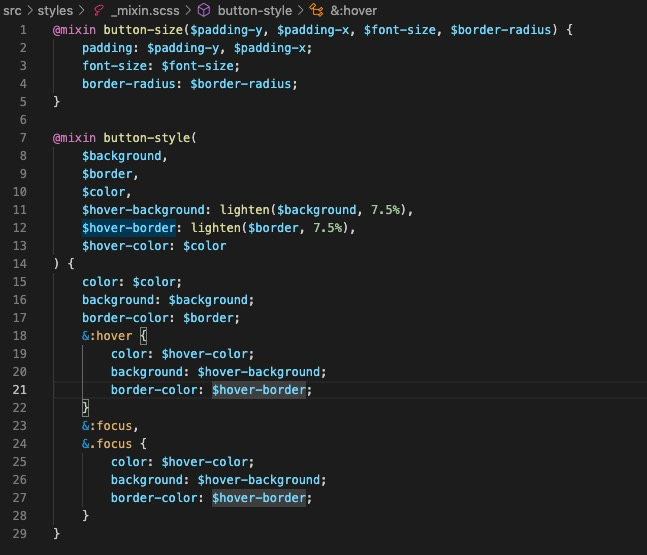 src > styles > _mixin.scss > button-style > &:hover
1 @mixin button-size($padding-y, $padding-x, $font-size, $border-radius) {
2     padding: $padding-y, $padding-x;
3     font-size: $font-size;
4     border-radius: $border-radius;
5 }
6
7 @mixin button-style(
8     $background,
9     $border,
10     $color,
11     $hover-background: lighten($background, 7.5%),
12     $hover-border: lighten($border, 7.5%),
13     $hover-color: $color
14 ) {
15     color: $color;
16     background: $background;
17     border-color: $border;
18     &:hover {
19         color: $hover-color;
20         background: $hover-background;
21         border-color: $hover-border;
22     }
23     &:focus,
24     &.focus {
25         color: $hover-color;
26         background: $hover-background;
27         border-color: $hover-border;
28     }
29 }